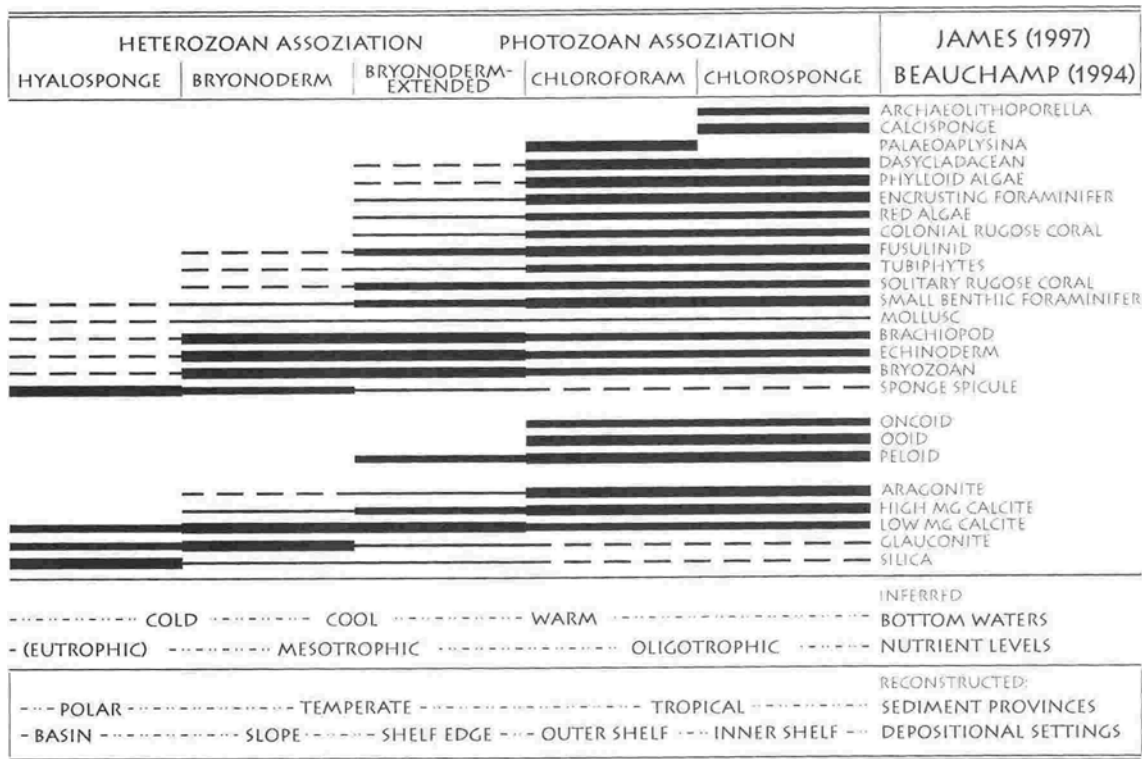 HETEROZOAN ASSOZIATION PHOTOZOAN ASSOZIATION JAMES (1997)
HYALOSPONGE BRYONODERM BRYONODERM-EXTENDED CHLOROFORAM CHLOROSPONGE BEAUCHAMP (1994)
ARCHAEOLITHOPORELLA
CALCISPONGE
PALAEOAPLYSINA
DASYCLADACEAN
PHYLLOID ALGAE
ENCRUSTING FORAMINIFER
RED ALGAE
COLONIAL RUGOSE CORAL
FUSULINID
TUBIPHYTES
SOLITARY RUGOSE CORAL
SMALL BENTHIC FORAMINIFER
MOLLUSC
BRACHIOPOD
ECHINODERM
BRYOZOAN
SPONGE SPICULE
ONCOID
OOID
PELOID
ARAGONITE
HIGH MG CALCITE
LOW MG CALCITE
GLAUCONITE
SILICA
INFERRED
COLD COOL WARM BOTTOM WATERS
(EUTROPHIC) MESOTROPHIC OLIGOTROPHIC NUTRIENT LEVELS
RECONSTRUCTED:
POLAR TEMPERATE TROPICAL SEDIMENT PROVINCES
BASIN SLOPE SHELF EDGE OUTER SHELF INNER SHELF DEPOSITIONAL SETTINGS